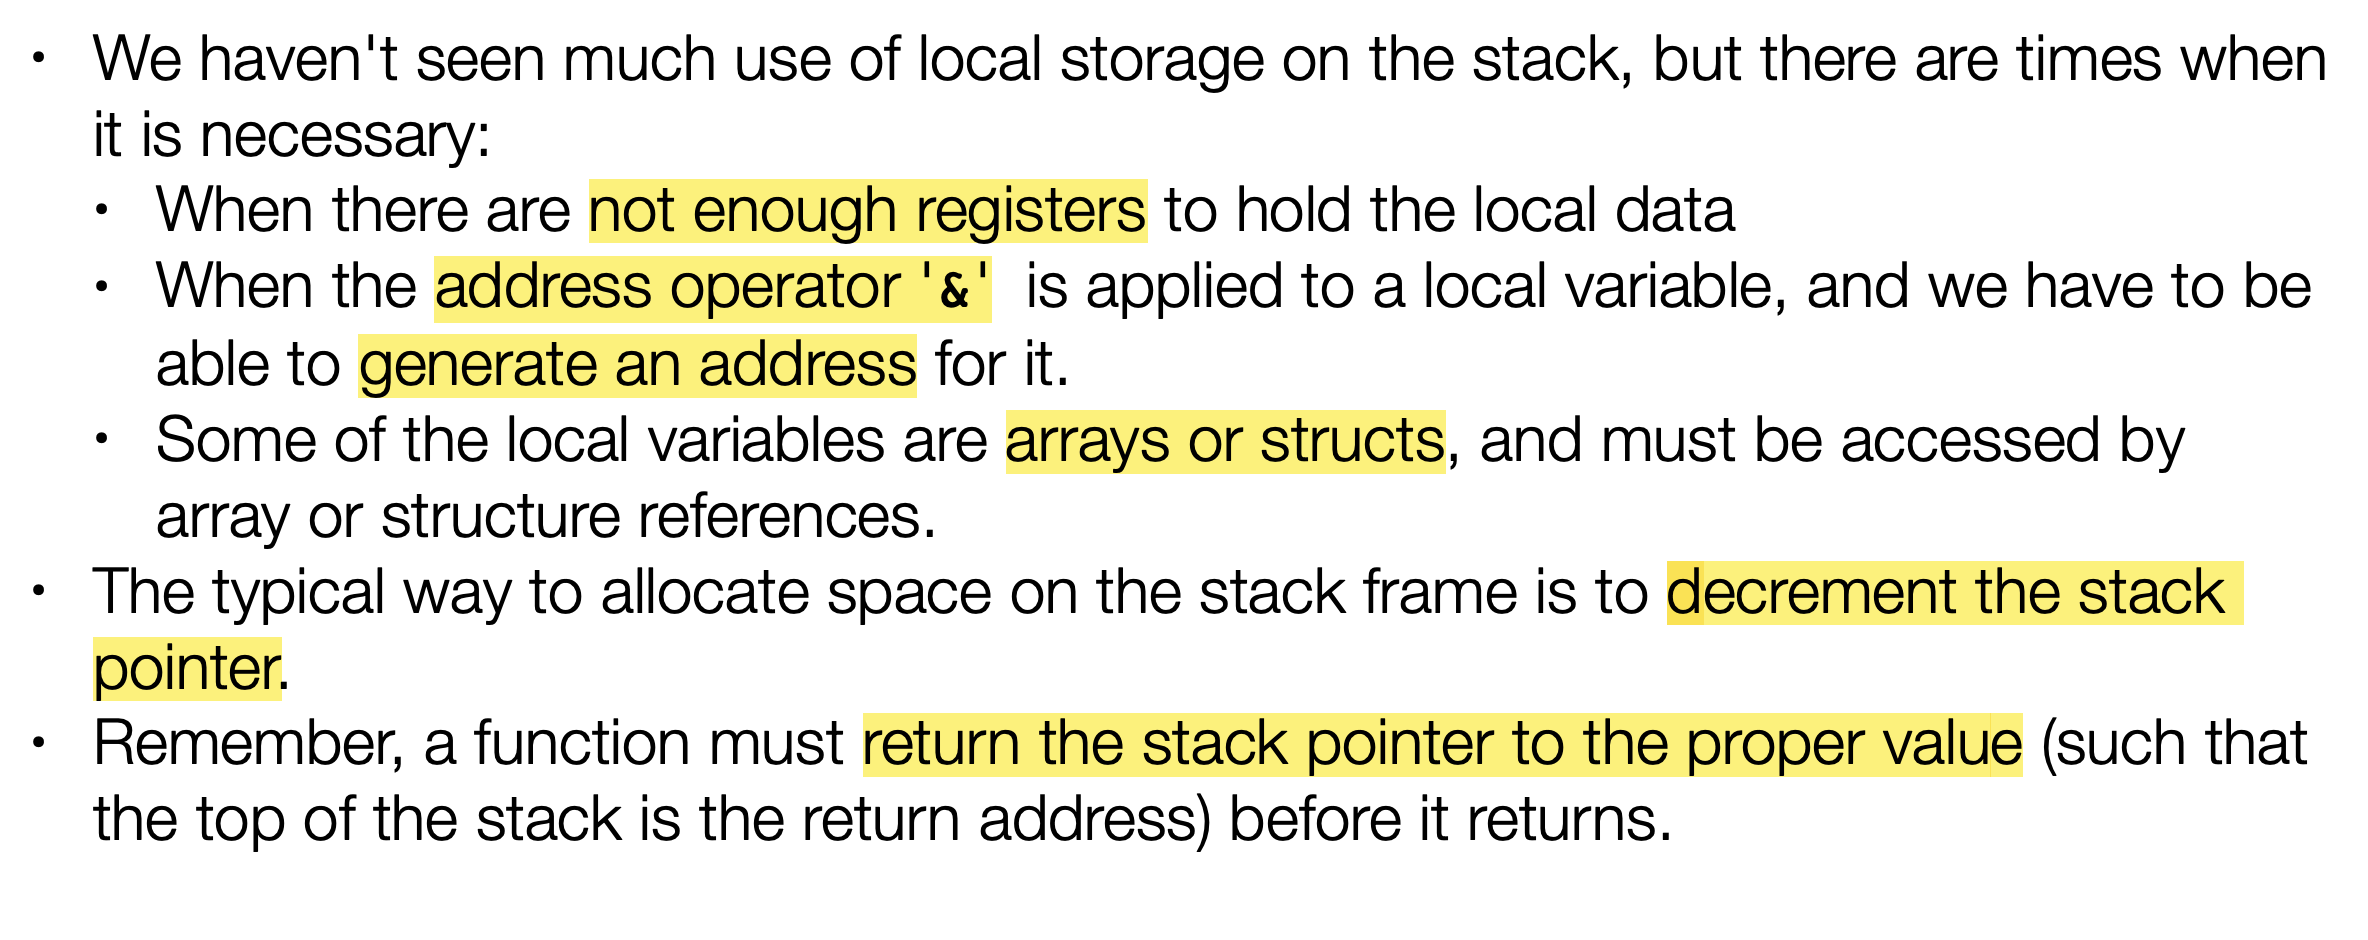 • We haven't seen much use of local storage on the stack, but there are times when
it is necessary:
• When there are not enough registers to hold the local data
• When the address operator '&' is applied to a local variable, and we have to be
able to generate an address for it.
• Some of the local variables are arrays or structs, and must be accessed by
array or structure references.
• The typical way to allocate space on the stack frame is to decrement the stack
pointer.
• Remember, a function must return the stack pointer to the proper value (such that
the top of the stack is the return address) before it returns.